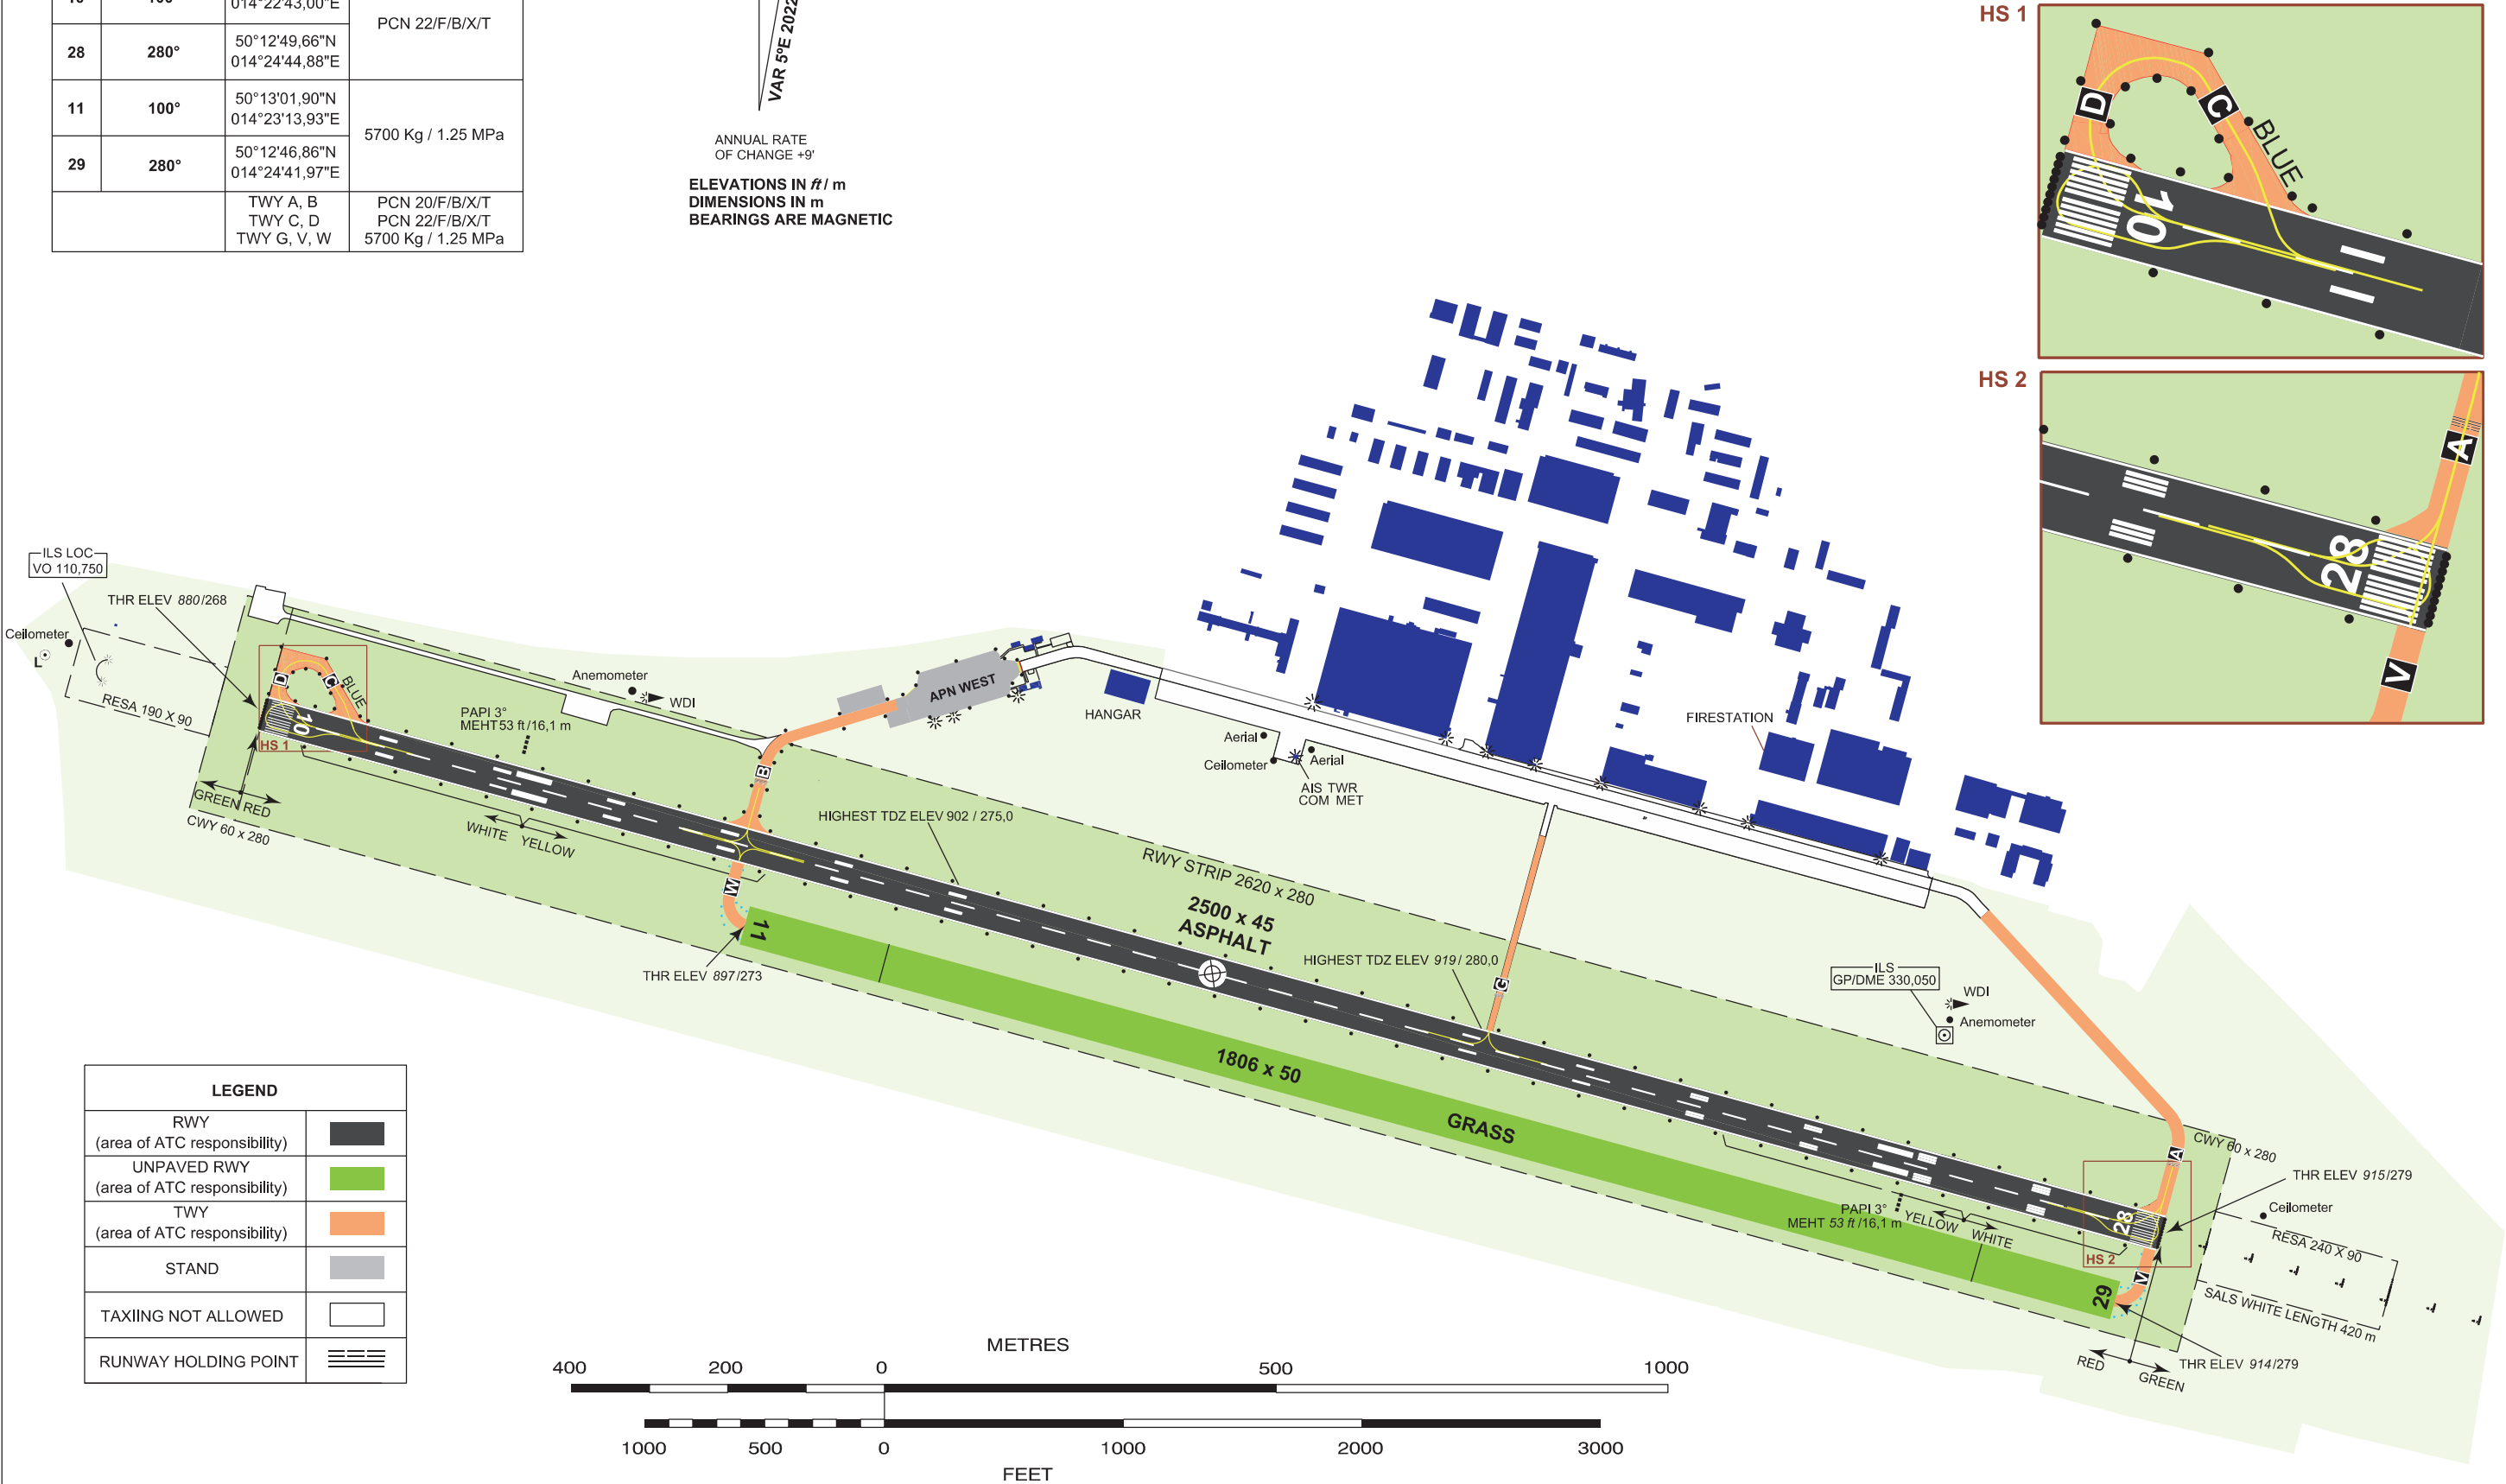 014°22'43,00"E
PCN 22/F/B/X/T
28
280°
50°12'49,66"N
014°24'44,88"E
11
100°
50°13'01,90"N
014°23'13,93"E
5700 Kg / 1.25 MPa
29
280°
50°12'46,86"N
014°24'41,97"E
TWY A, B
PCN 20/F/B/X/T
TWY C, D
PCN 22/F/B/X/T
TWY G, V, W
5700 Kg / 1.25 MPa
VAR 5°E 2022
ANNUAL RATE
OF CHANGE +9'
ELEVATIONS IN ft / m
DIMENSIONS IN m
BEARINGS ARE MAGNETIC
HS 1
D
C
BLUE
10
HS 2
A
28
V
ILS LOC
VO 110,750
THR ELEV 880/268
Ceilometer
L
RESA 190 X 90
D
C
BLUE
10
HS 1
GREEN RED
CWY 60 x 280
Anemometer
WDI
PAPI 3°
MEHT 53 ft /16,1 m
WHITE YELLOW
B
W
APN WEST
HANGAR
Aerial
Ceilometer
Aerial
AIS TWR
COM MET
FIRESTATION
HIGHEST TDZ ELEV 902 / 275,0
RWY STRIP 2620 x 280
2500 x 45
ASPHALT
11
THR ELEV 897/273
HIGHEST TDZ ELEV 919 / 280,0
G
ILS
GP/DME 330,050
WDI
Anemometer
1806 x 50
GRASS
A
CWY 60 x 280
THR ELEV 915/279
Ceilometer
PAPI 3°
MEHT 53 ft /16,1 m
YELLOW WHITE
28
HS 2
V
29
RESA 240 X 90
SALS WHITE LENGTH 420 m
THR ELEV 914/279
RED
GREEN
LEGEND
RWY
(area of ATC responsibility)
UNPAVED RWY
(area of ATC responsibility)
TWY
(area of ATC responsibility)
STAND
TAXIING NOT ALLOWED
RUNWAY HOLDING POINT
METRES
400 200 0 500 1000
1000 500 0 1000 2000 3000
FEET